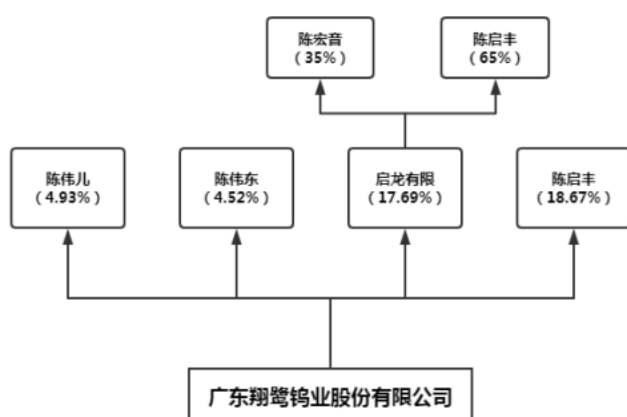 陈宏音
（35%）
陈启丰
（65%）
陈伟儿
（4.93%）
陈伟东
（4.52%）
启龙有限
（17.69%）
陈启丰
（18.67%）
广东翔鹭钨业股份有限公司